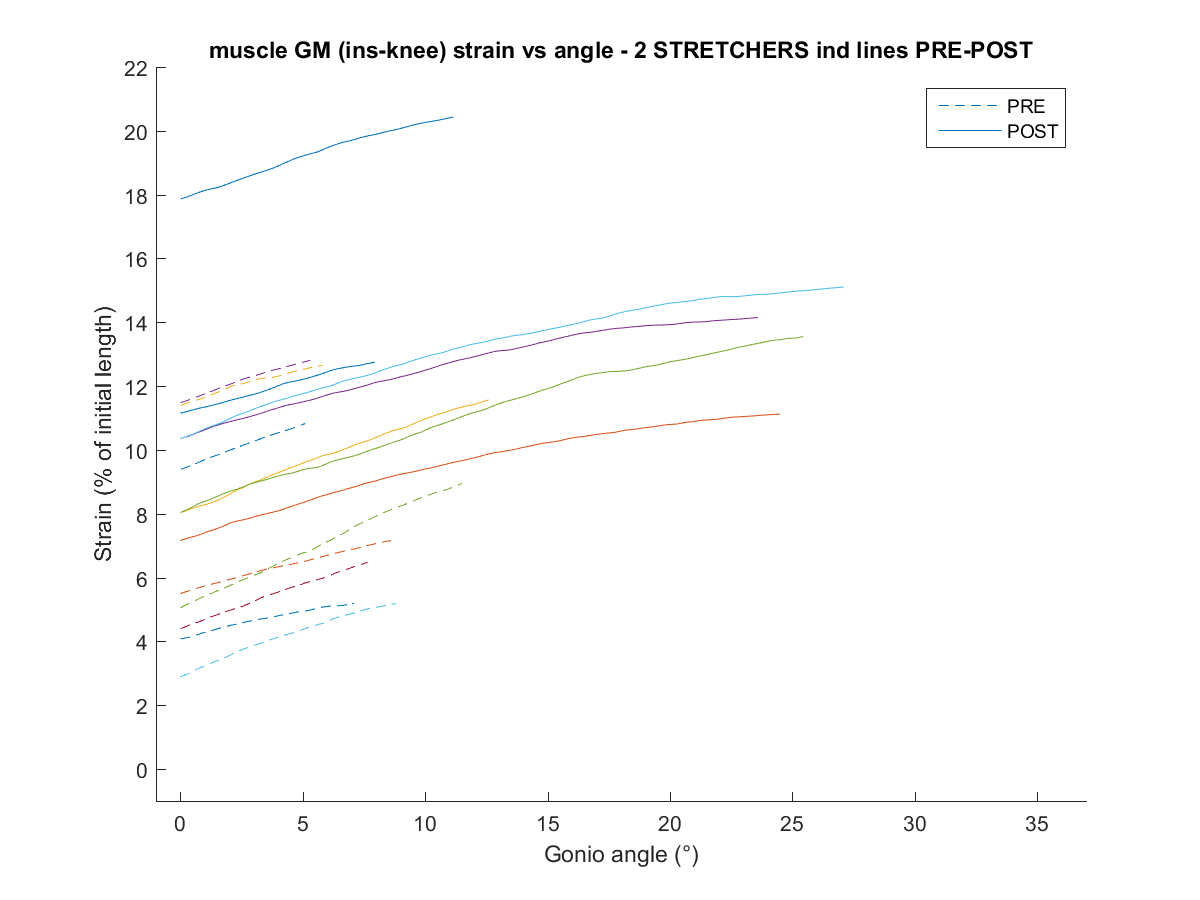 muscle GM (ins-knee) strain vs angle - 2 STRETCHERS ind lines PRE-POST
22
20
18
16
14
12
10
8
6
4
2
0
Strain (% of initial length)
PRE
POST
0 5 10 15 20 25 30 35
Gonio angle (°)